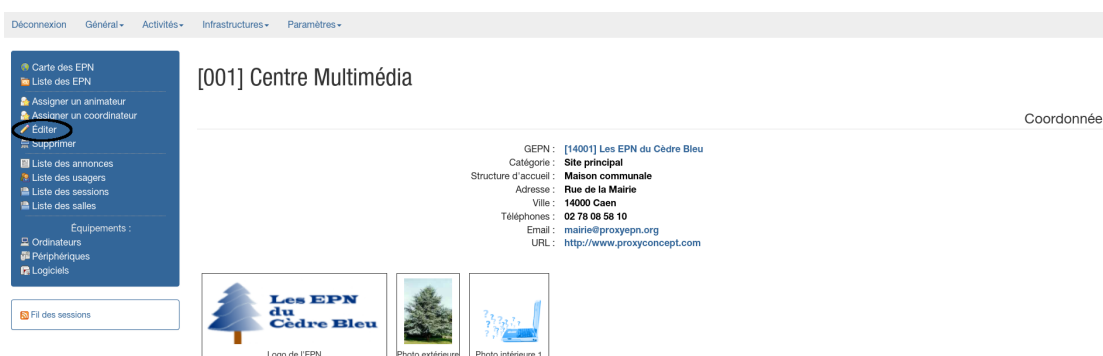 Déconnexion Général Activités Infrastructures Paramètres
Carte des EPN
Liste des EPN
Assigner un animateur
Assigner un coordinateur
Éditer
Supprimer
Liste des annonces
Liste des usagers
Liste des sessions
Liste des salles
Équipements :
Ordinateurs
Périphériques
Logiciels
Fil des sessions
[001] Centre Multimédia
Coordonnée
GEPN : [14001] Les EPN du Cèdre Bleu
Catégorie : Site principal
Structure d'accueil : Maison communale
Adresse : Rue de la Mairie
Ville : 14000 Caen
Téléphones : 02 78 08 58 10
Email : mairie@proxyepn.org
URL : http://www.proxyconcept.com
Les EPN
du
Cèdre Bleu
Logo de l'EPN
Photo extérieure
Photo intérieure 1